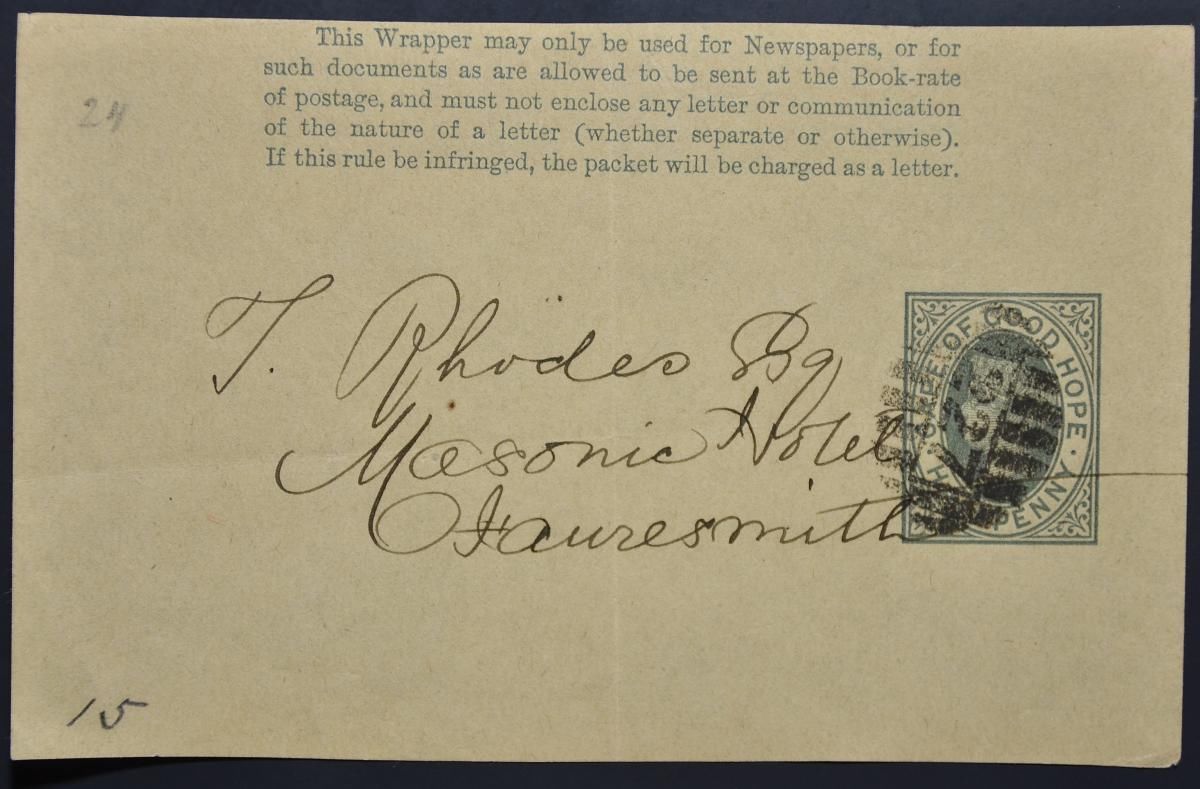 This Wrapper may only be used for Newspapers, or for
such documents as are allowed to be sent at the Book-rate
of postage, and must not enclose any letter or communication
of the nature of a letter (whether separate or otherwise).
If this rule be infringed, the packet will be charged as a letter.
24
T. Rhodes Esq
Masonic Hotel
Fauresmith
CAPE OF GOOD HOPE
HALFPENNY
15